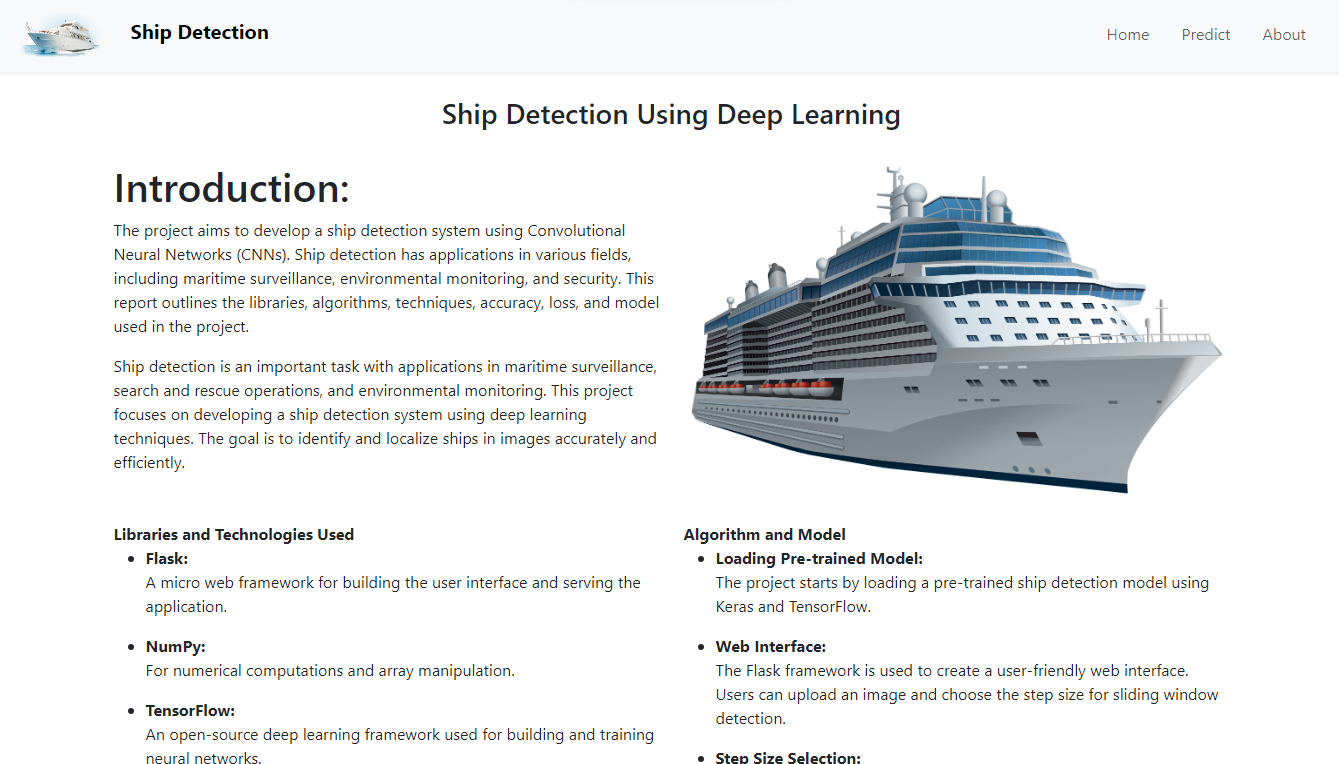 Ship Detection
Home
Predict
About
Ship Detection Using Deep Learning
Introduction:
The project aims to develop a ship detection system using Convolutional
Neural Networks (CNNs). Ship detection has applications in various fields,
including maritime surveillance, environmental monitoring, and security. This
report outlines the libraries, algorithms, techniques, accuracy, loss, and model
used in the project.
Ship detection is an important task with applications in maritime surveillance,
search and rescue operations, and environmental monitoring. This project
focuses on developing a ship detection system using deep learning
techniques. The goal is to identify and localize ships in images accurately and
efficiently.
Libraries and Technologies Used
Flask:
A micro web framework for building the user interface and serving the
application.
NumPy:
For numerical computations and array manipulation.
TensorFlow:
An open-source deep learning framework used for building and training
neural networks.
Algorithm and Model
Loading Pre-trained Model:
The project starts by loading a pre-trained ship detection model using
Keras and TensorFlow.
Web Interface:
The Flask framework is used to create a user-friendly web interface.
Users can upload an image and choose the step size for sliding window
detection.
Step Size Selection: